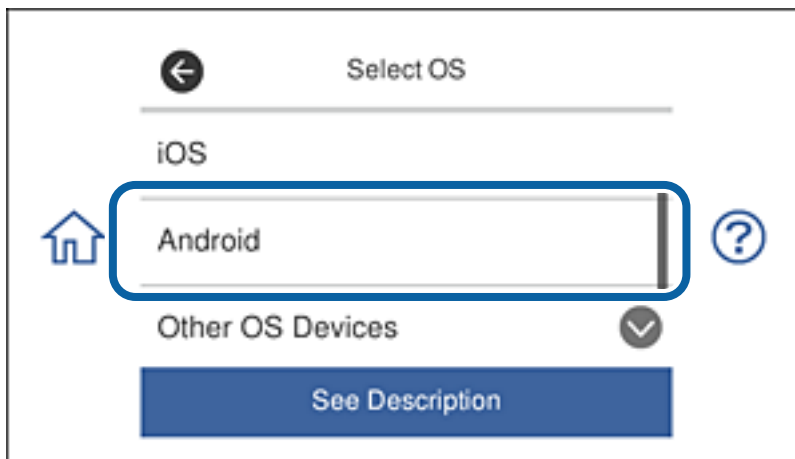 Select OS
iOS
Android
Other OS Devices
See Description